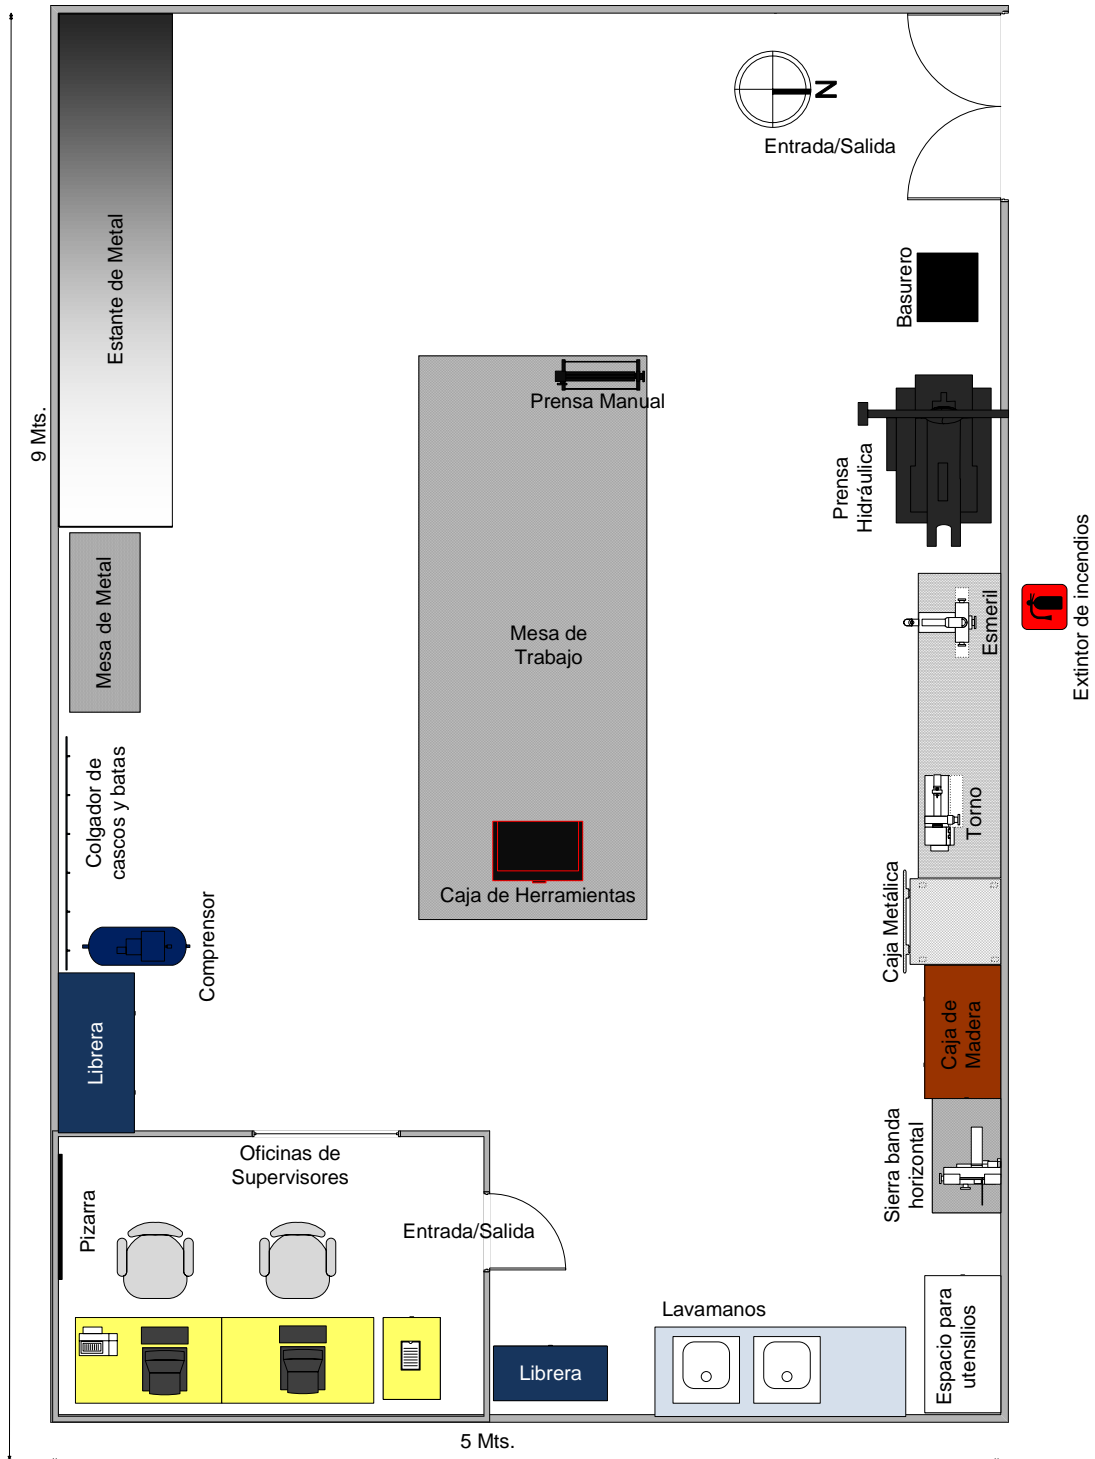 N
Entrada/Salida
Estante de Metal
Basurero
9 Mts.
Prensa Manual
Prensa
Hidráulica
Extintor de incendios
Mesa de Metal
Mesa de
Trabajo
Esmeril
Colgador de
cascos y batas
Torno
Caja de Herramientas
Caja Metálica
Comprensor
Librera
Caja de
Madera
Oficinas de
Supervisores
Sierra banda
horizontal
Pizarra
Entrada/Salida
Lavamanos
Espacio para
utensilios
Librera
5 Mts.